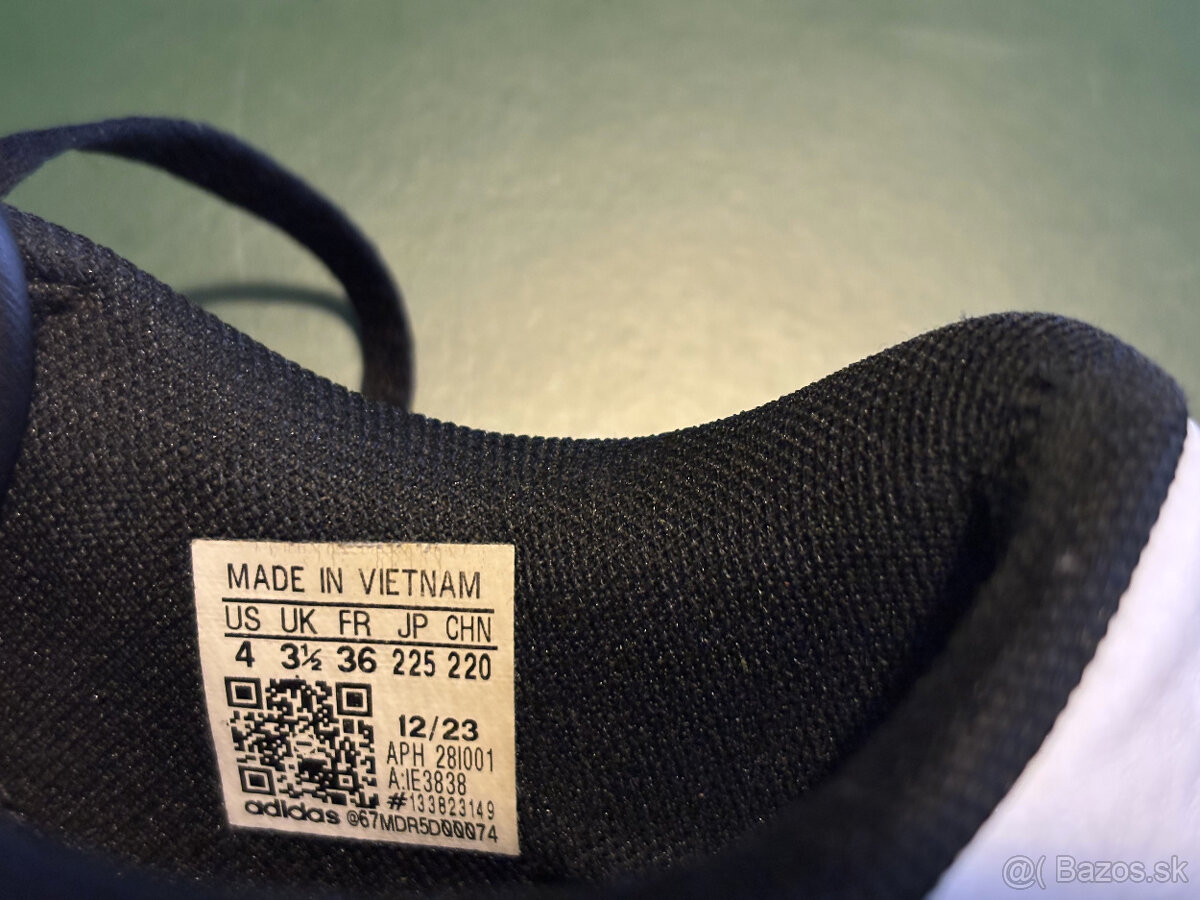 MADE IN VIETNAM
US UK FR JP CHN
4 3½ 36 225 220
12/23
APH 28I001
A:IE3838
#133823149
adidas @67MDR5D00074
@( Bazos.sk